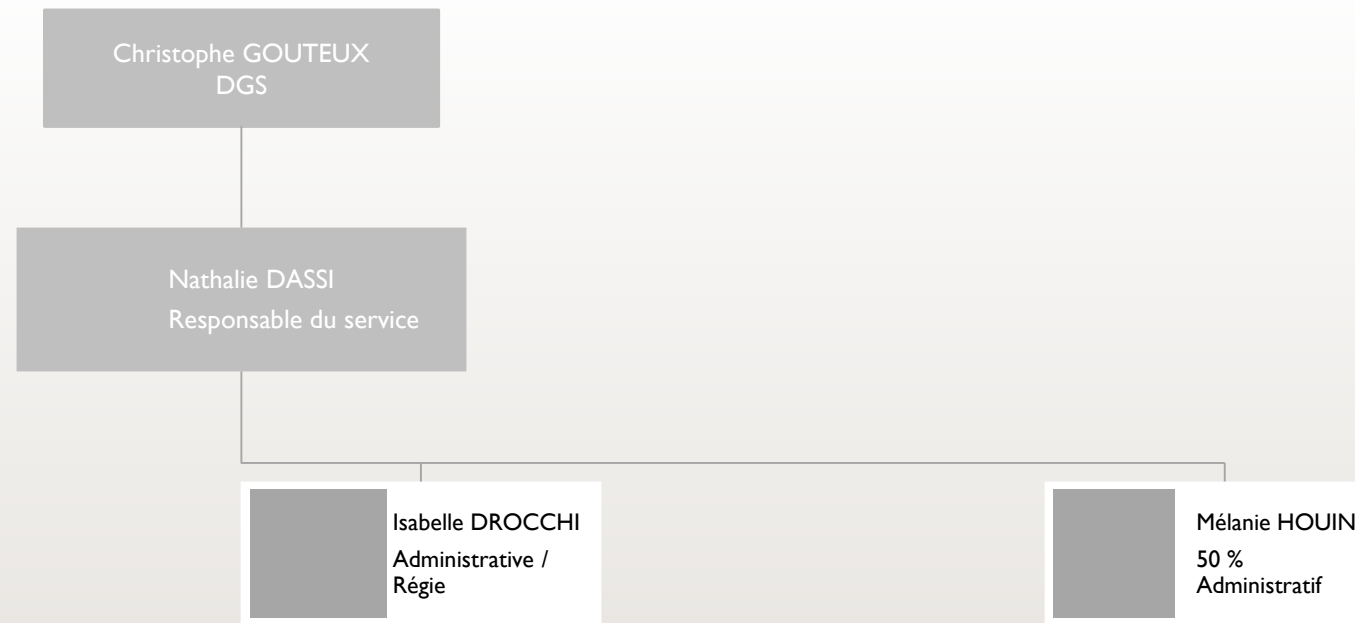 Christophe GOUTEUX
DGS
Nathalie DASSI
Responsable du service
Isabelle DROCCHI
Administrative /
Régie
Mélanie HOUIN
50 %
Administratif